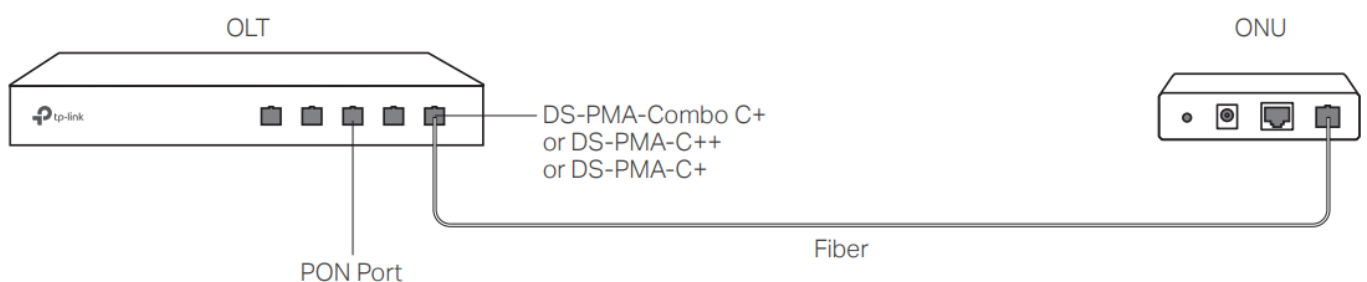 OLT
ONU
tp-link
DS-PMA-Combo C+
or DS-PMA-C++
or DS-PMA-C+
Fiber
PON Port